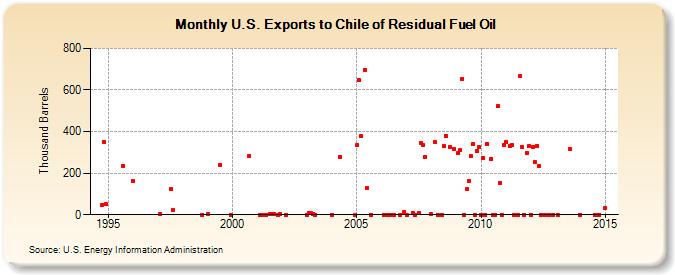 Monthly U.S. Exports to Chile of Residual Fuel Oil
Thousand Barrels
800
600
400
200
0
1995 2000 2005 2010 2015
Source: U.S. Energy Information Administration